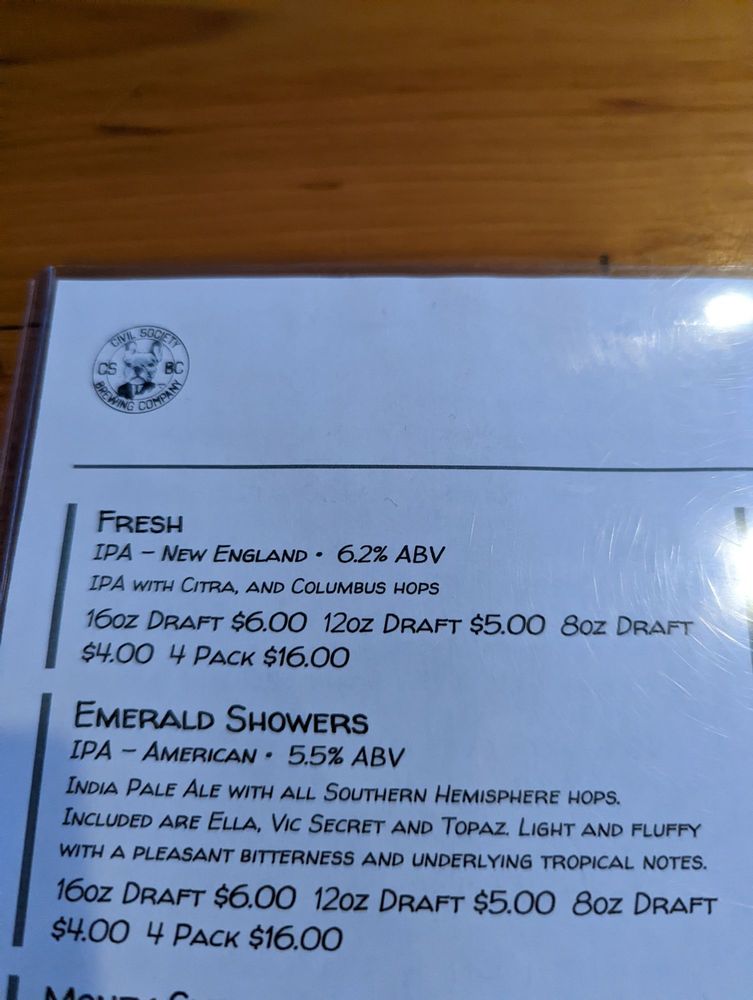 CIVIL SOCIETY
CS BC
BREWING COMPANY
FRESH
IPA - NEW ENGLAND • 6.2% ABV
IPA WITH CITRA, AND COLUMBUS HOPS
16OZ DRAFT $6.00 12OZ DRAFT $5.00 8OZ DRAFT
$4.00 4 PACK $16.00
EMERALD SHOWERS
IPA - AMERICAN • 5.5% ABV
INDIA PALE ALE WITH ALL SOUTHERN HEMISPHERE HOPS.
INCLUDED ARE ELLA, VIC SECRET AND TOPAZ. LIGHT AND FLUFFY
WITH A PLEASANT BITTERNESS AND UNDERLYING TROPICAL NOTES.
16OZ DRAFT $6.00 12OZ DRAFT $5.00 8OZ DRAFT
$4.00 4 PACK $16.00